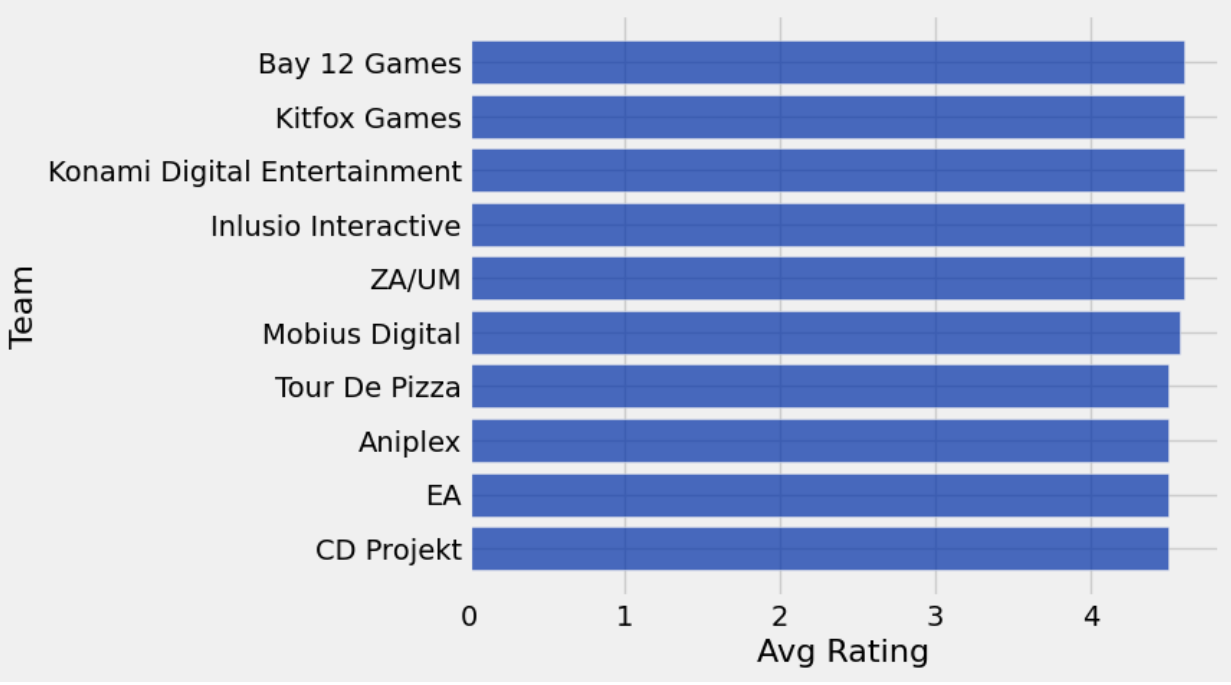 Bay 12 Games
Kitfox Games
Konami Digital Entertainment
Inlusio Interactive
ZA/UM
Mobius Digital
Tour De Pizza
Aniplex
EA
CD Projekt
Team
0 1 2 3 4
Avg Rating